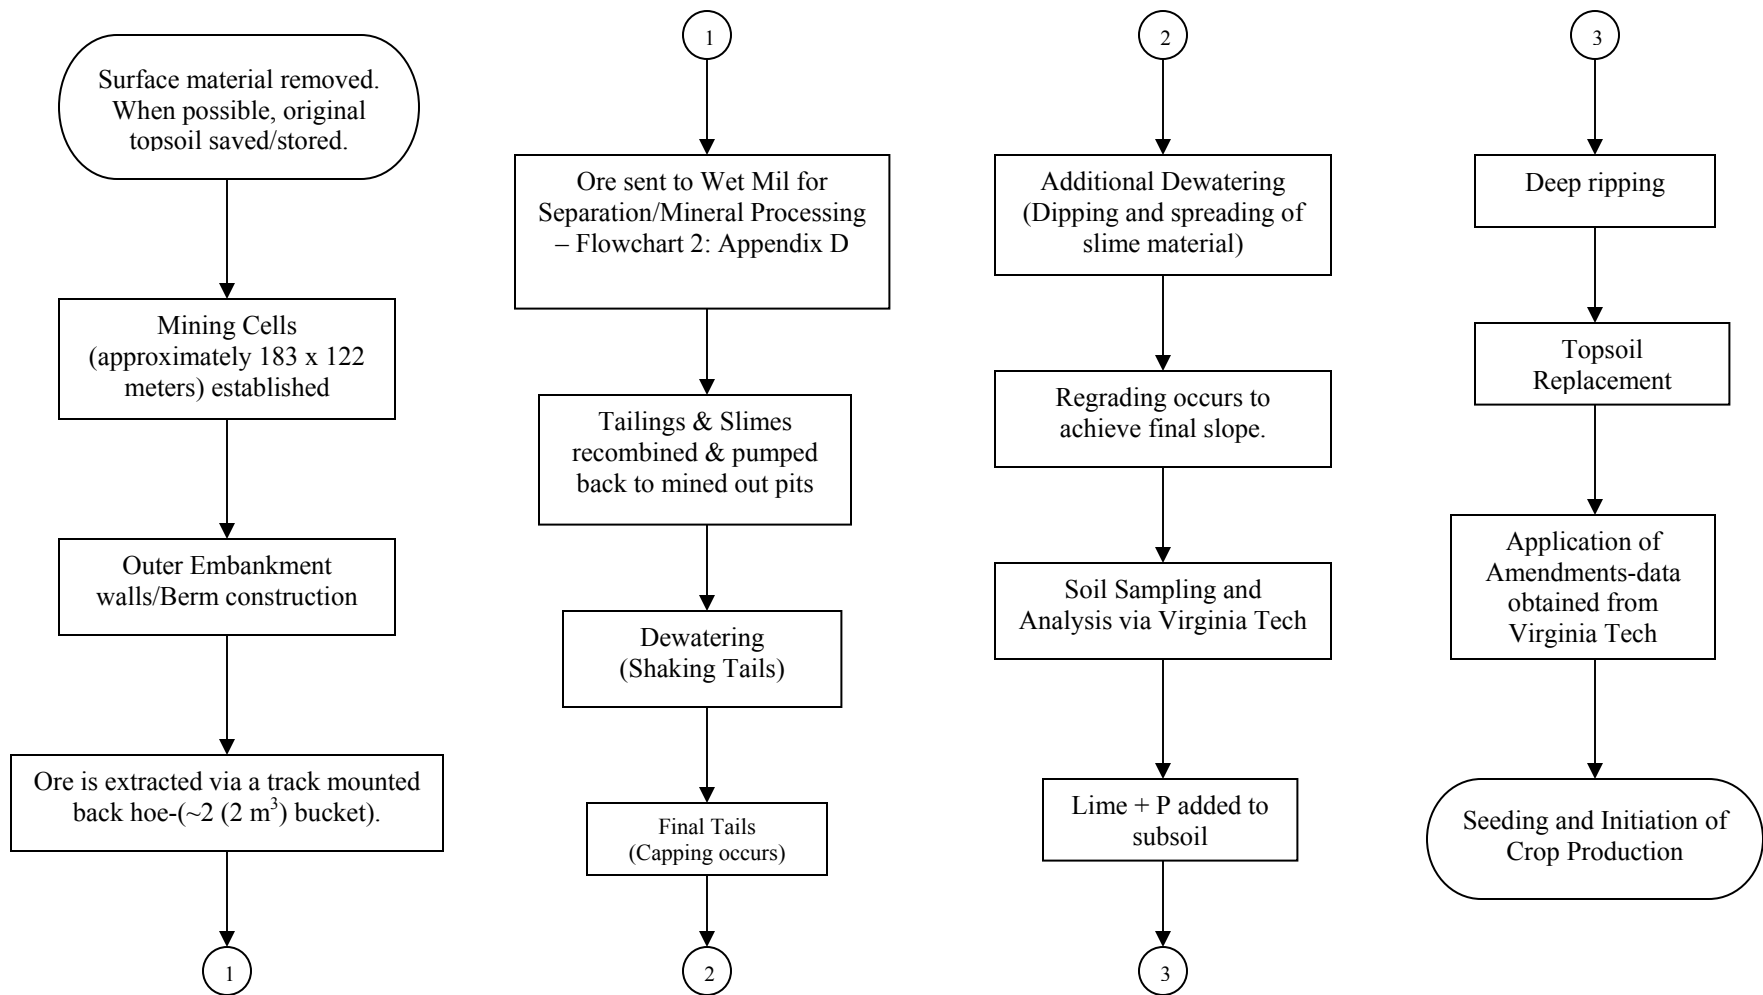 Surface material removed.
When possible, original
topsoil saved/stored.
Mining Cells
(approximately 183 x 122
meters) established
Outer Embankment
walls/Berm construction
Ore is extracted via a track mounted
back hoe-(~2 (2 m³) bucket).
1
1
Ore sent to Wet Mil for
Separation/Mineral Processing
– Flowchart 2: Appendix D
Tailings & Slimes
recombined & pumped
back to mined out pits
Dewatering
(Shaking Tails)
Final Tails
(Capping occurs)
2
2
Additional Dewatering
(Dipping and spreading of
slime material)
Regrading occurs to
achieve final slope.
Soil Sampling and
Analysis via Virginia Tech
Lime + P added to
subsoil
3
3
Deep ripping
Topsoil
Replacement
Application of
Amendments-data
obtained from
Virginia Tech
Seeding and Initiation of
Crop Production